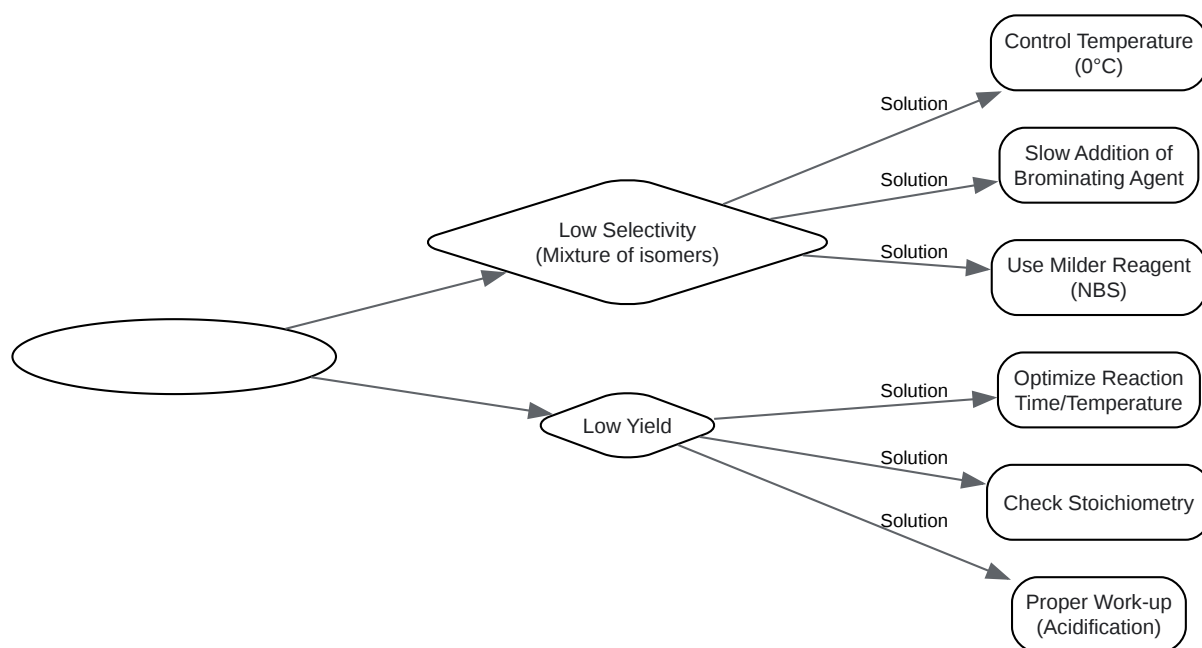 Control Temperature
(0°C)
Solution
Slow Addition of
Brominating Agent
Solution
Low Selectivity
(Mixture of isomers)
Solution
Use Milder Reagent
(NBS)
Optimize Reaction
Time/Temperature
Solution
Low Yield
Solution
Check Stoichiometry
Solution
Proper Work-up
(Acidification)